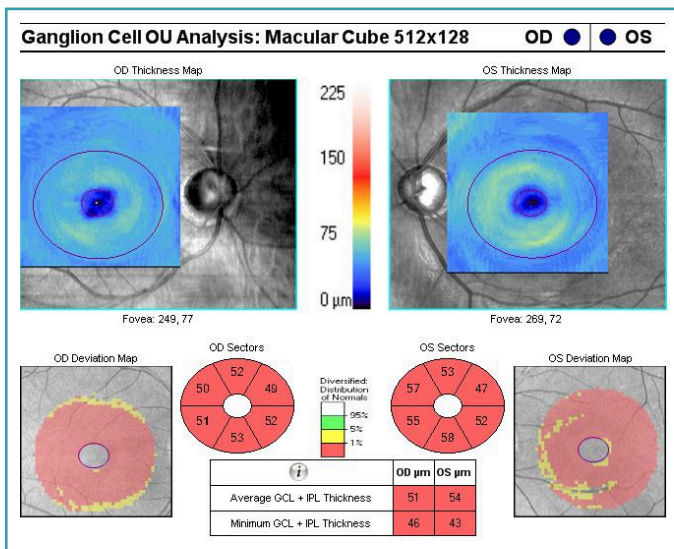 Ganglion Cell OU Analysis: Macular Cube 512x128 OD OS
OD Thickness Map
OS Thickness Map
225
150
75
0 µm
Fovea: 249, 77
Fovea: 269, 72
OD Deviation Map
OD Sectors
52
50
49
51
52
53
Diversified:
Distribution
of Normals
95%
5%
1%
OS Sectors
53
57
47
55
52
58
OS Deviation Map
i OD µm OS µm
Average GCL + IPL Thickness 51 54
Minimum GCL + IPL Thickness 46 43